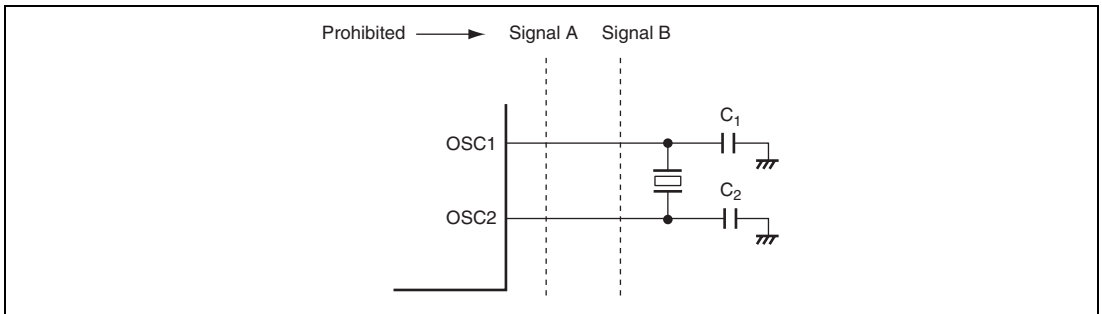 Prohibited Signal A Signal B
C₁
OSC1
C₂
OSC2